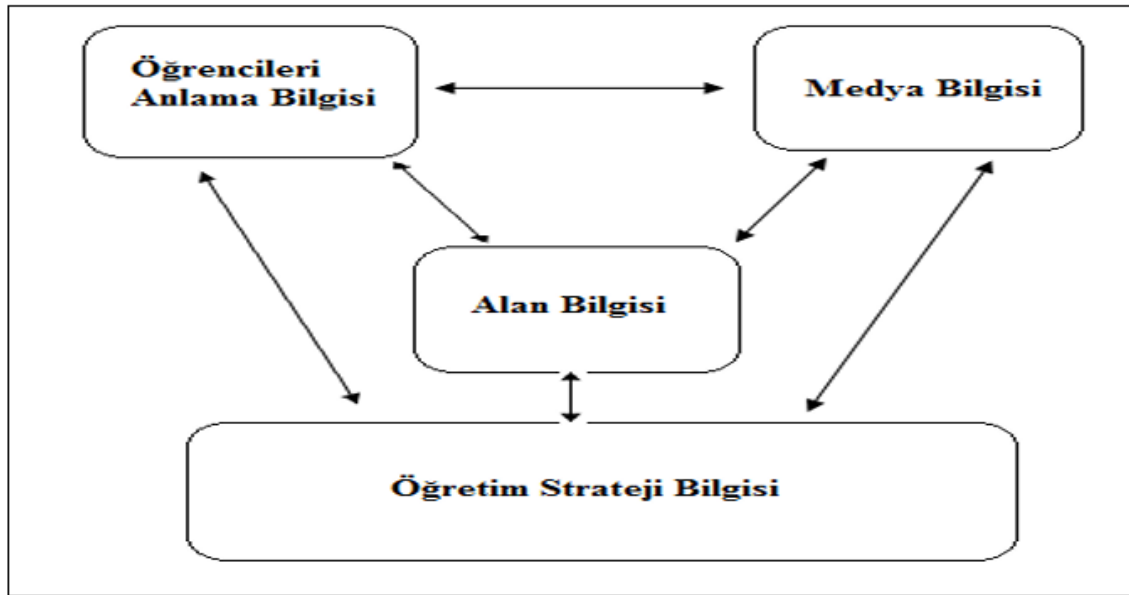 Öğrencileri
Anlama Bilgisi
Medya Bilgisi
Alan Bilgisi
Öğretim Strateji Bilgisi